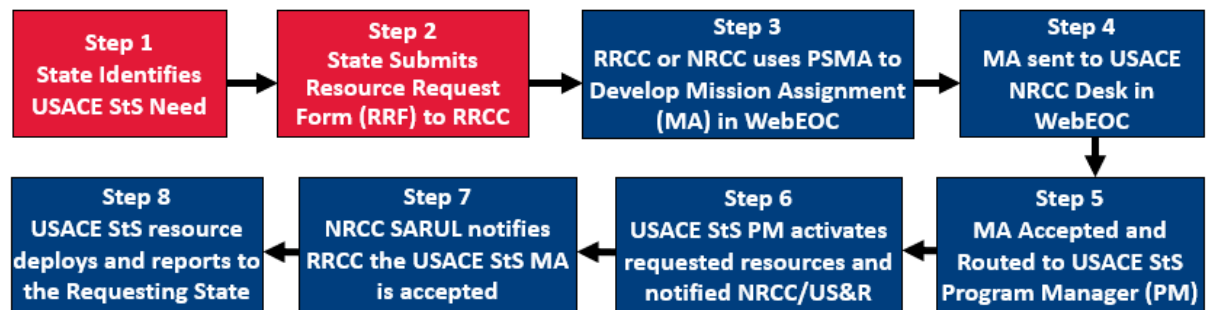 Step 1
State Identifies
USACE StS Need
Step 2
State Submits
Resource Request
Form (RRF) to RRCC
Step 3
RRCC or NRCC uses PSMA to
Develop Mission Assignment
(MA) in WebEOC
Step 4
MA sent to USACE
NRCC Desk in
WebEOC
Step 5
MA Accepted and
Routed to USACE StS
Program Manager (PM)
Step 6
USACE StS PM activates
requested resources and
notified NRCC/US&R
Step 7
NRCC SARUL notifies
RRCC the USACE StS MA
is accepted
Step 8
USACE StS resource
deploys and reports to
the Requesting State